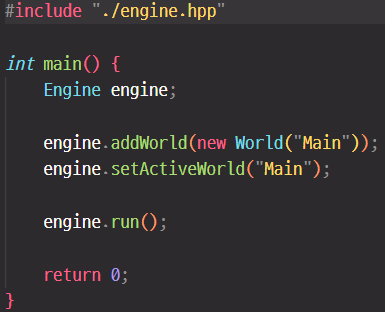 #include "./engine.hpp"
int main() {
Engine engine;
engine.addWorld(new World("Main"));
engine.setActiveWorld("Main");
engine.run();
return 0;
}